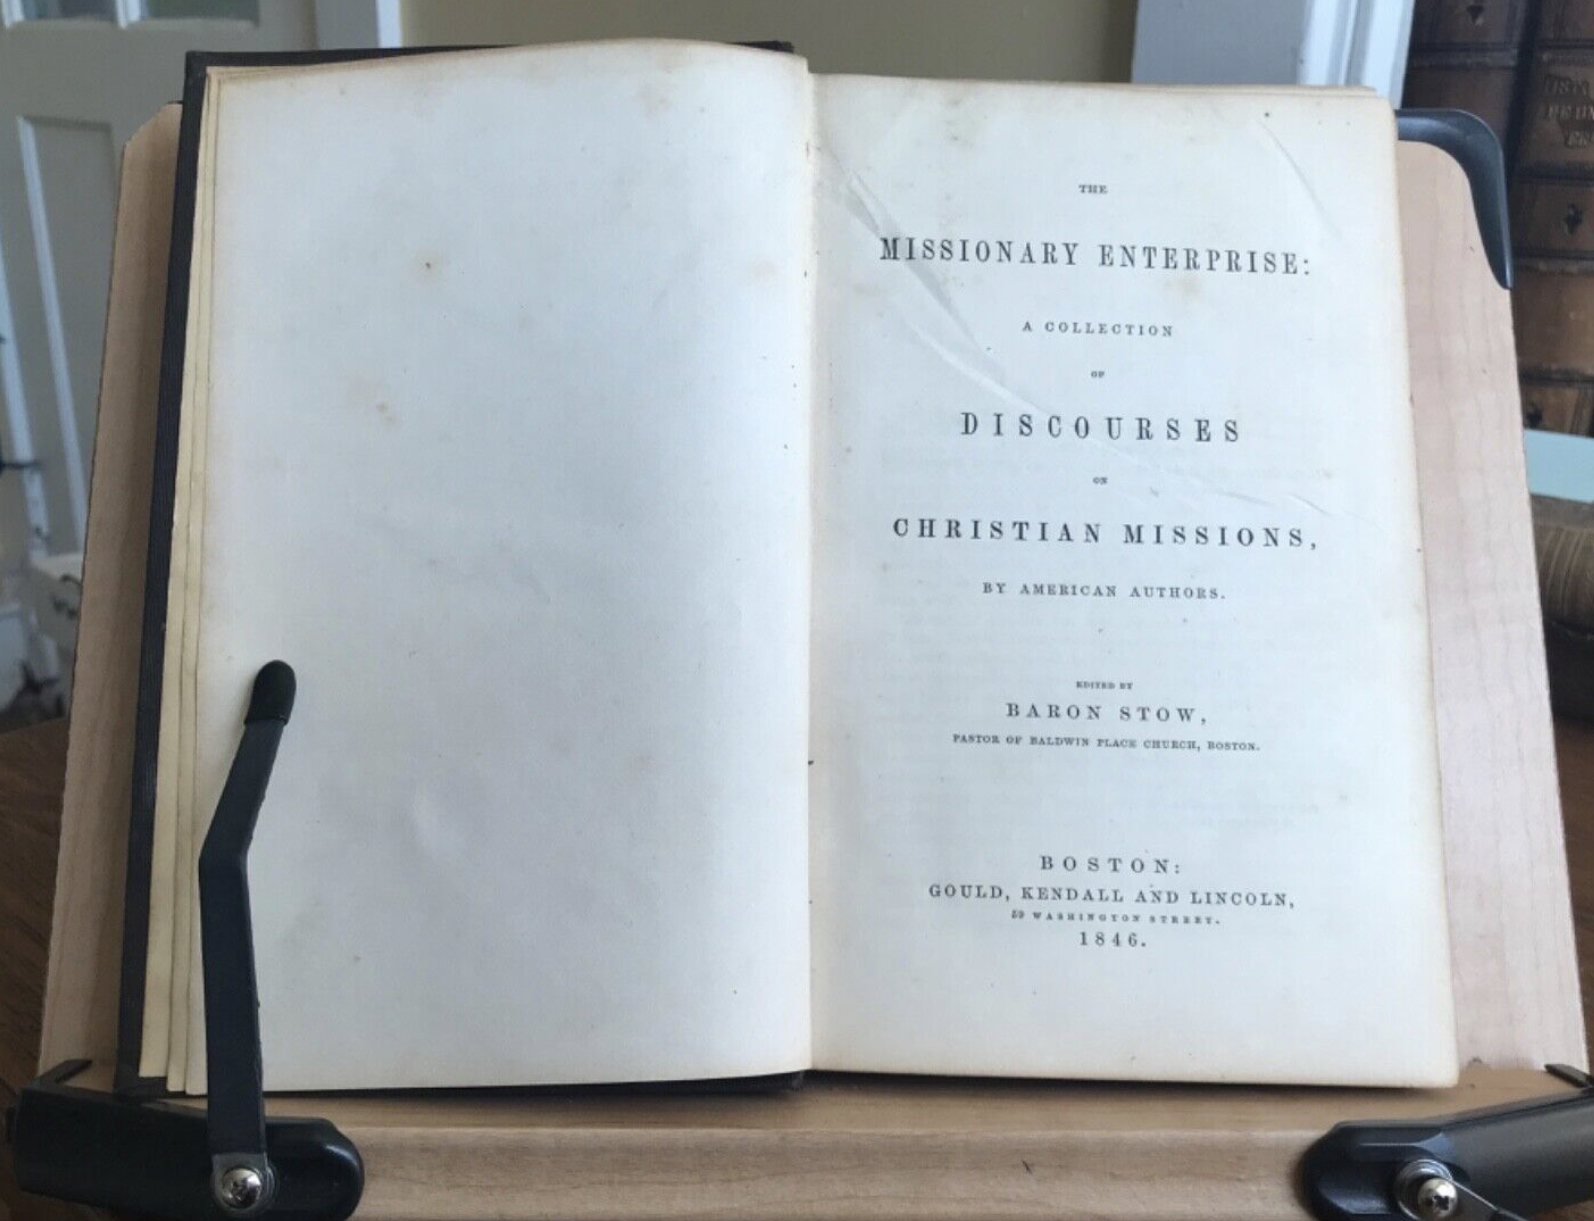 THE
MISSIONARY ENTERPRISE:
A COLLECTION
OF
DISCOURSES
ON
CHRISTIAN MISSIONS,
BY AMERICAN AUTHORS.
EDITED BY
BARON STOW,
PASTOR OF BALDWIN PLACE CHURCH, BOSTON.
BOSTON:
GOULD, KENDALL AND LINCOLN,
59 WASHINGTON STREET.
1846.